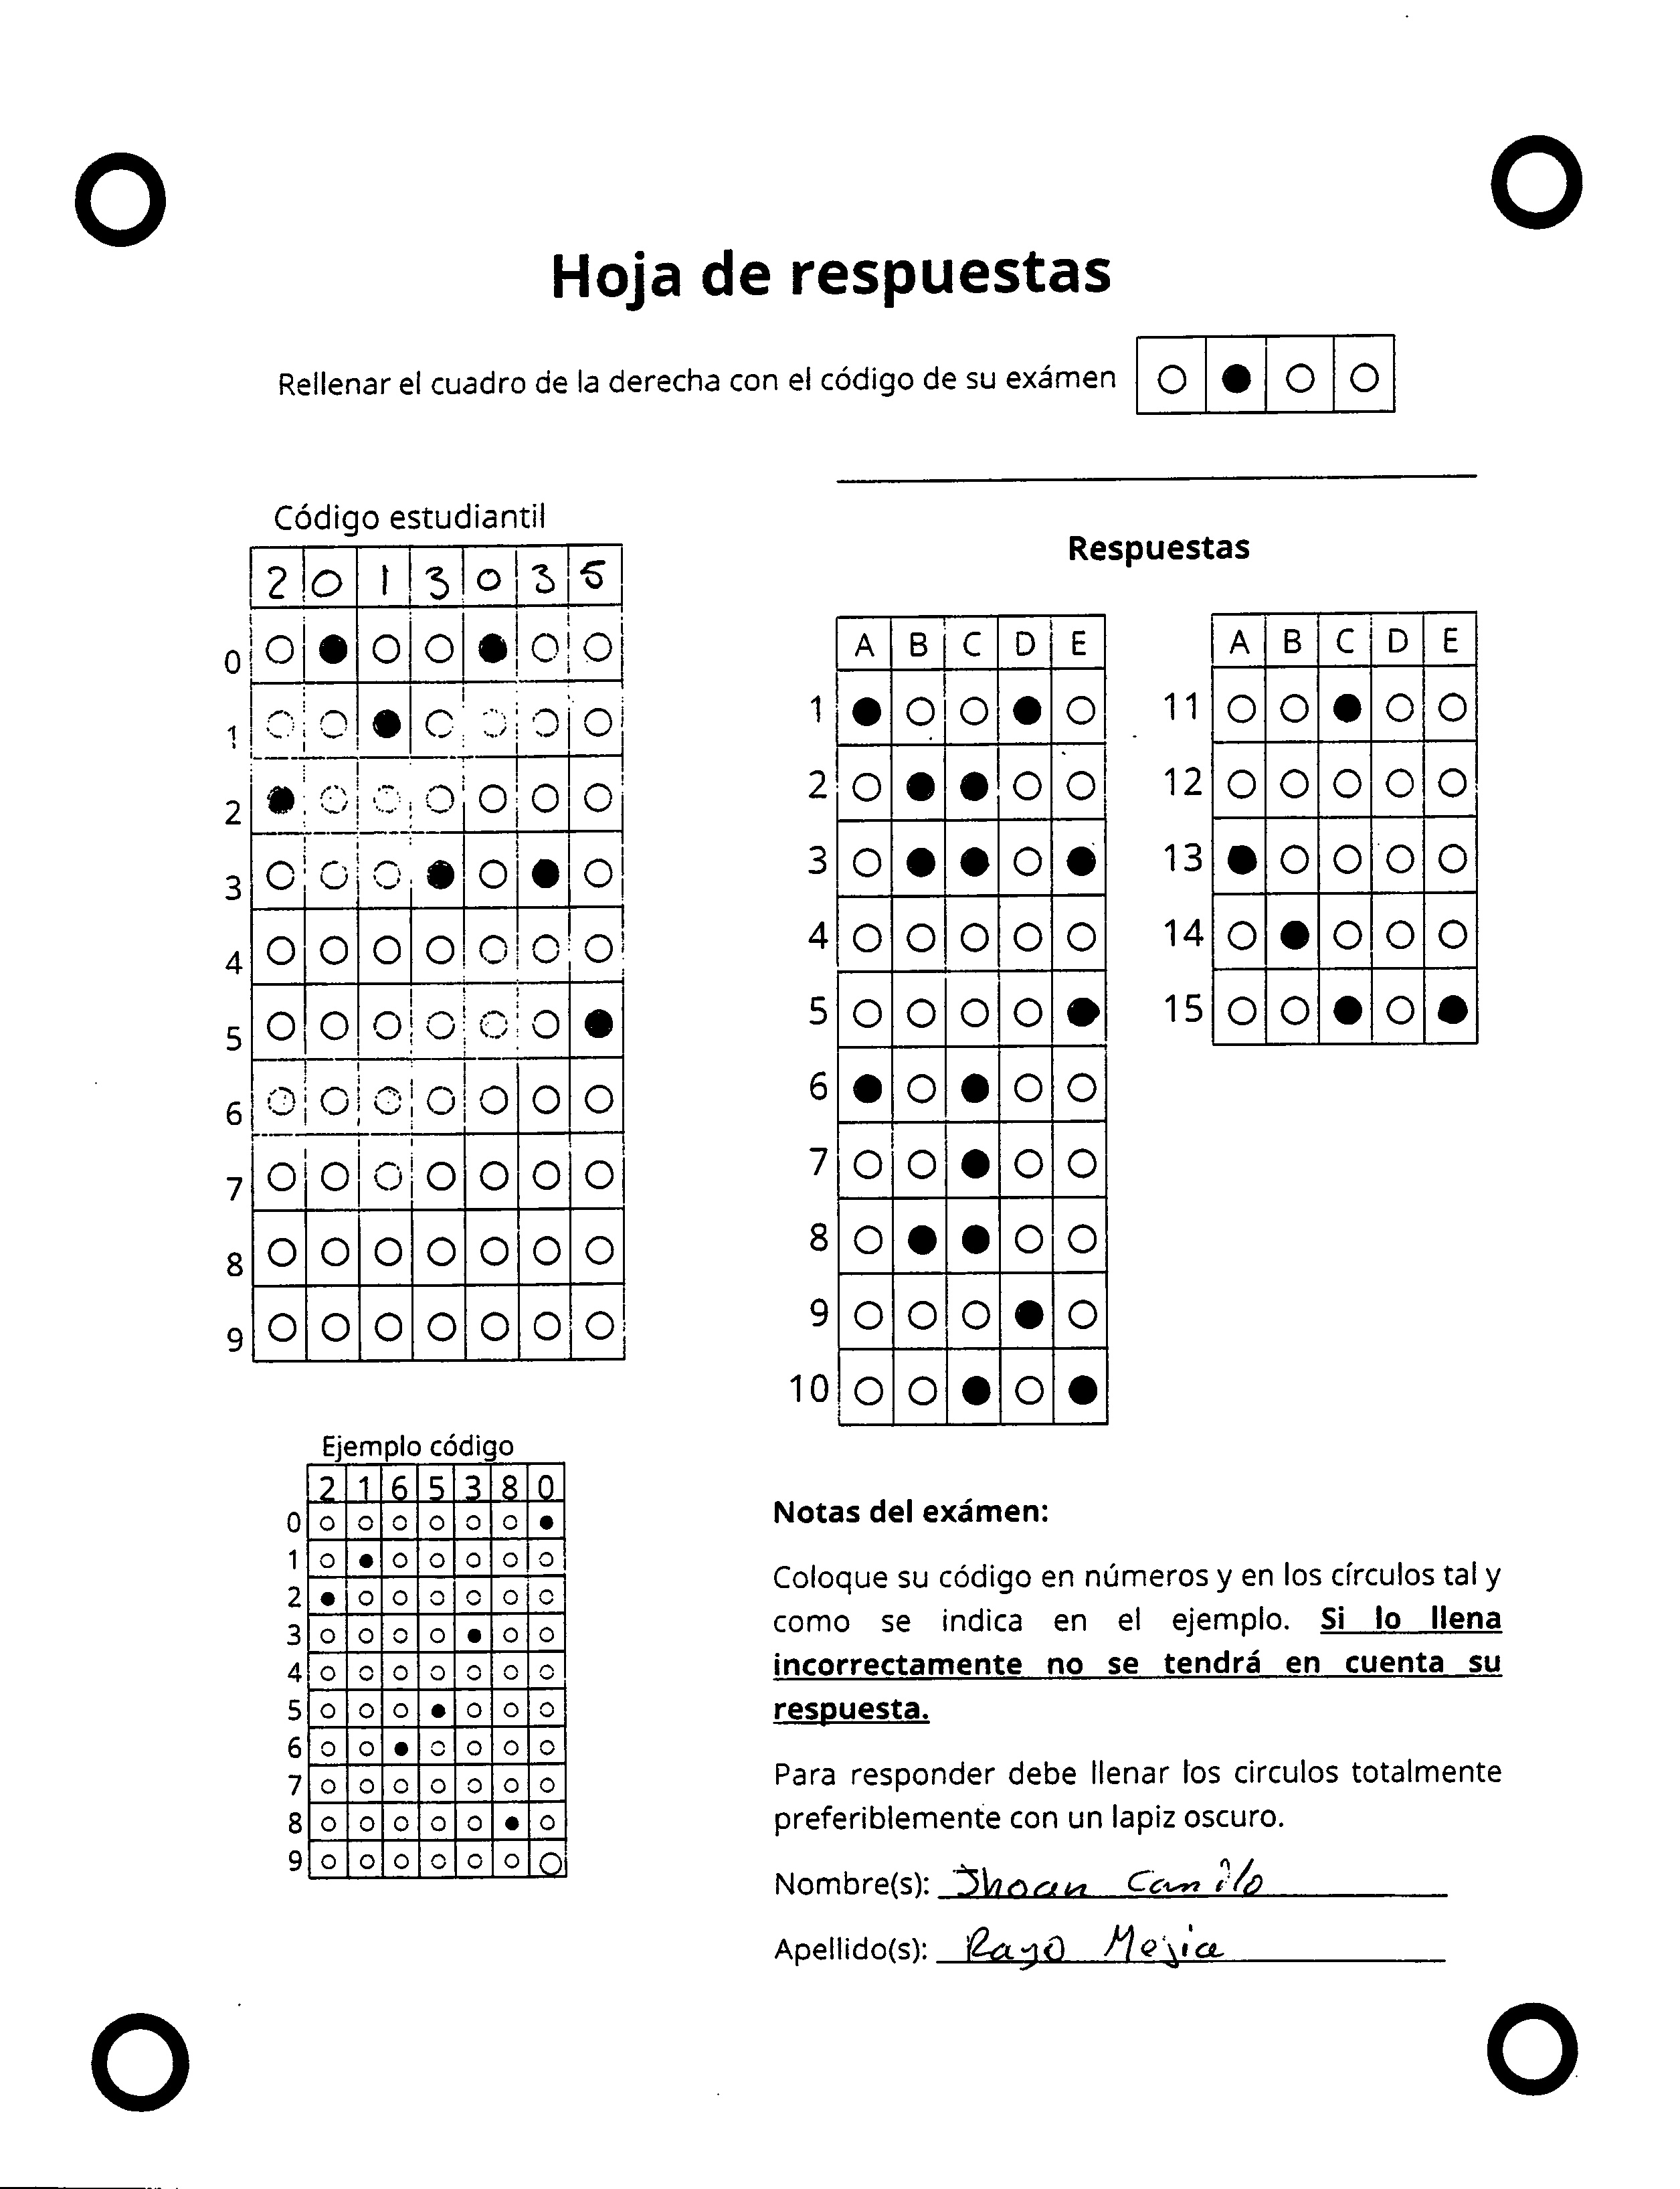 Hoja de respuestas
Rellenar el cuadro de la derecha con el código de su exámen
Código estudiantil
2 0 1 3 0 3 5
0
1
2
3
4
5
6
7
8
9
Respuestas
A B C D E
1
2
3
4
5
6
7
8
9
10
A B C D E
11
12
13
14
15
Ejemplo código
2 1 6 5 3 8 0
0
1
2
3
4
5
6
7
8
9
Notas del exámen:
Coloque su código en números y en los círculos tal y
como se indica en el ejemplo. Si lo llena
incorrectamente no se tendrá en cuenta su
respuesta.
Para responder debe llenar los circulos totalmente
preferiblemente con un lapiz oscuro.
Nombre(s): Jhoan Camilo
Apellido(s): Rayo Mejia